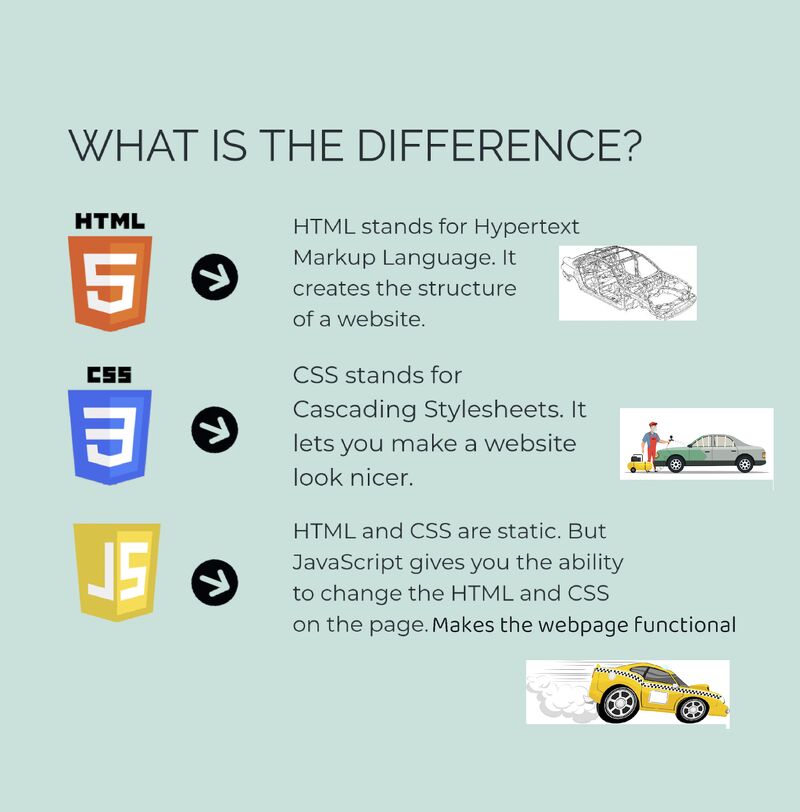 WHAT IS THE DIFFERENCE?
HTML
5
HTML stands for Hypertext
Markup Language. It
creates the structure
of a website.
CSS
3
CSS stands for
Cascading Stylesheets. It
lets you make a website
look nicer.
JS
HTML and CSS are static. But
JavaScript gives you the ability
to change the HTML and CSS
on the page. Makes the webpage functional